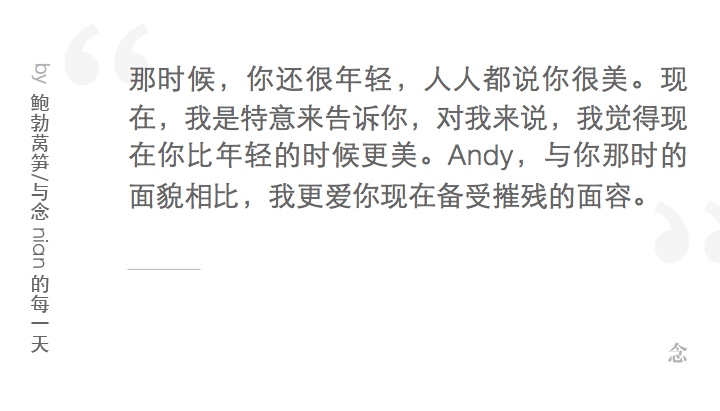 那时候，你还很年轻，人人都说你很美。现
在，我是特意来告诉你，对我来说，我觉得现
在你比年轻的时候更美。Andy，与你那时的
面貌相比，我更爱你现在备受摧残的面容。
by 鲍勃莴笋/与念 nian 的每一天
念